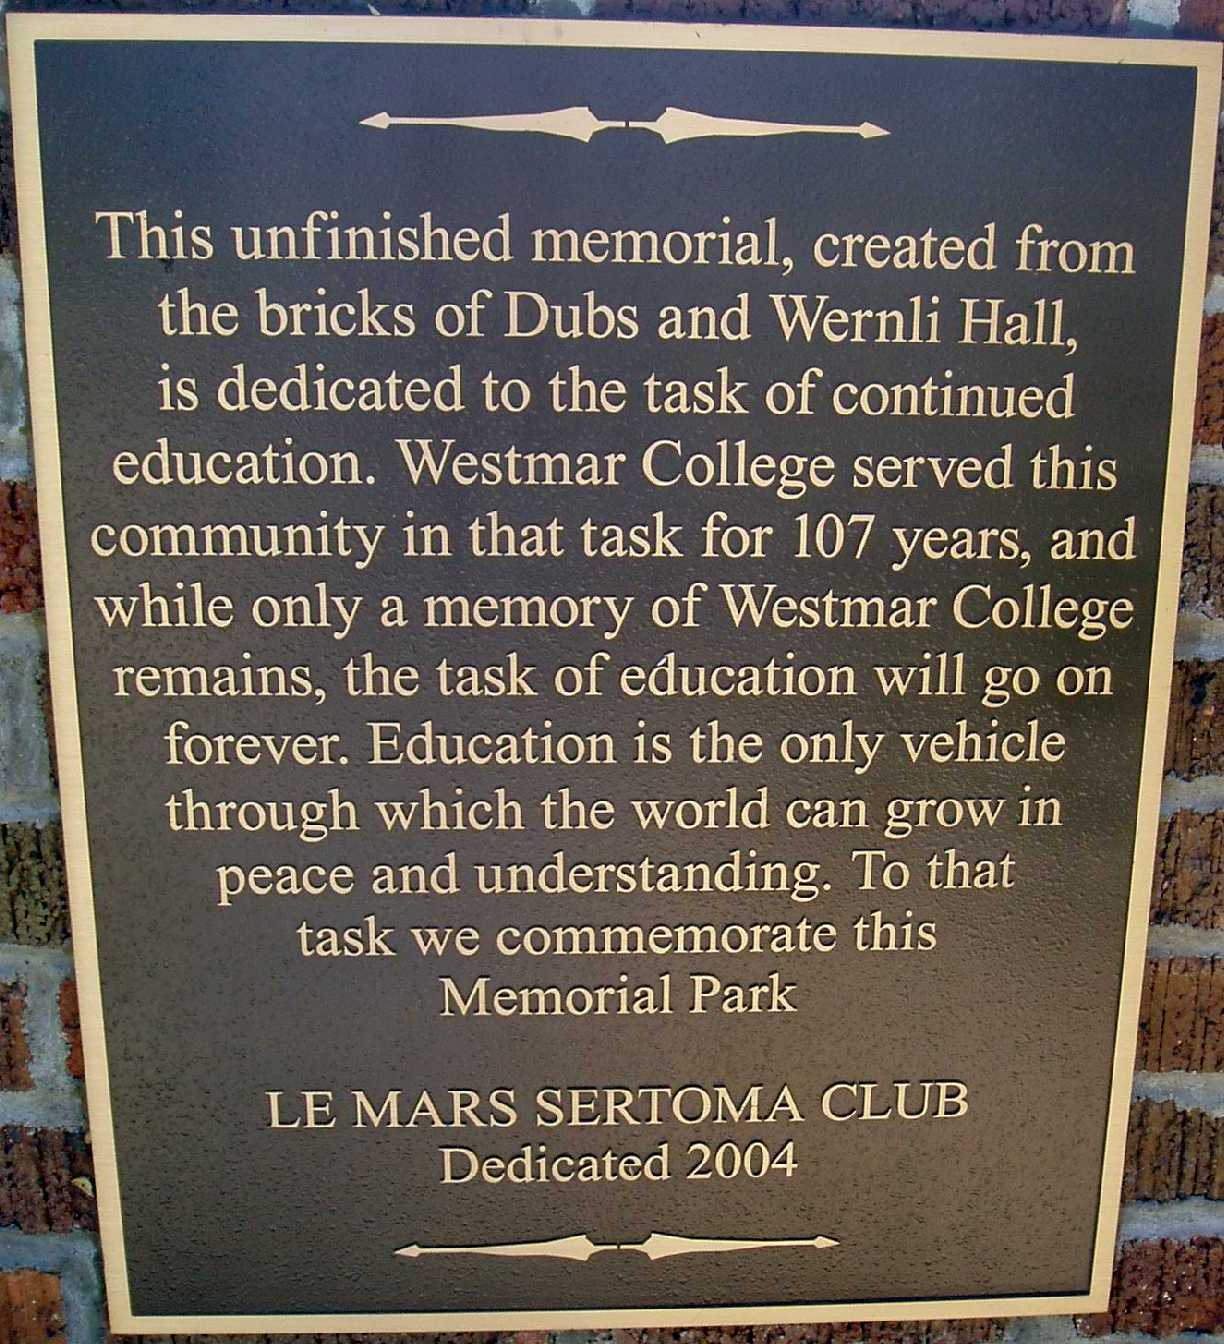 This unfinished memorial, created from
the bricks of Dubs and Wernli Hall,
is dedicated to the task of continued
education. Westmar College served this
community in that task for 107 years, and
while only a memory of Westmar College
remains, the task of education will go on
forever. Education is the only vehicle
through which the world can grow in
peace and understanding. To that
task we commemorate this
Memorial Park
LE MARS SERTOMA CLUB
Dedicated 2004